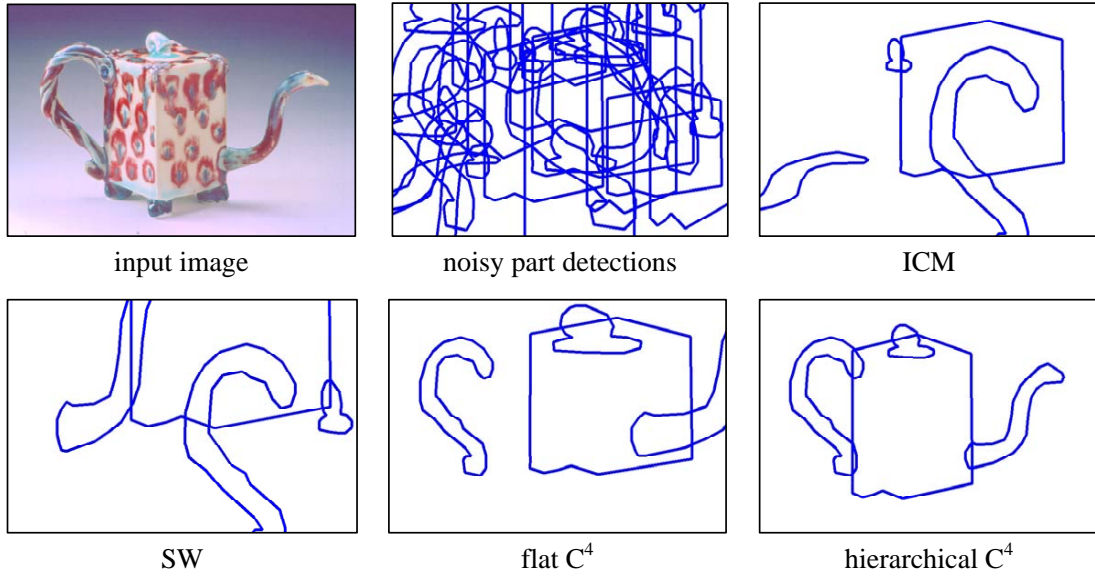 input image
noisy part detections
ICM
SW
flat C⁴
hierarchical C⁴